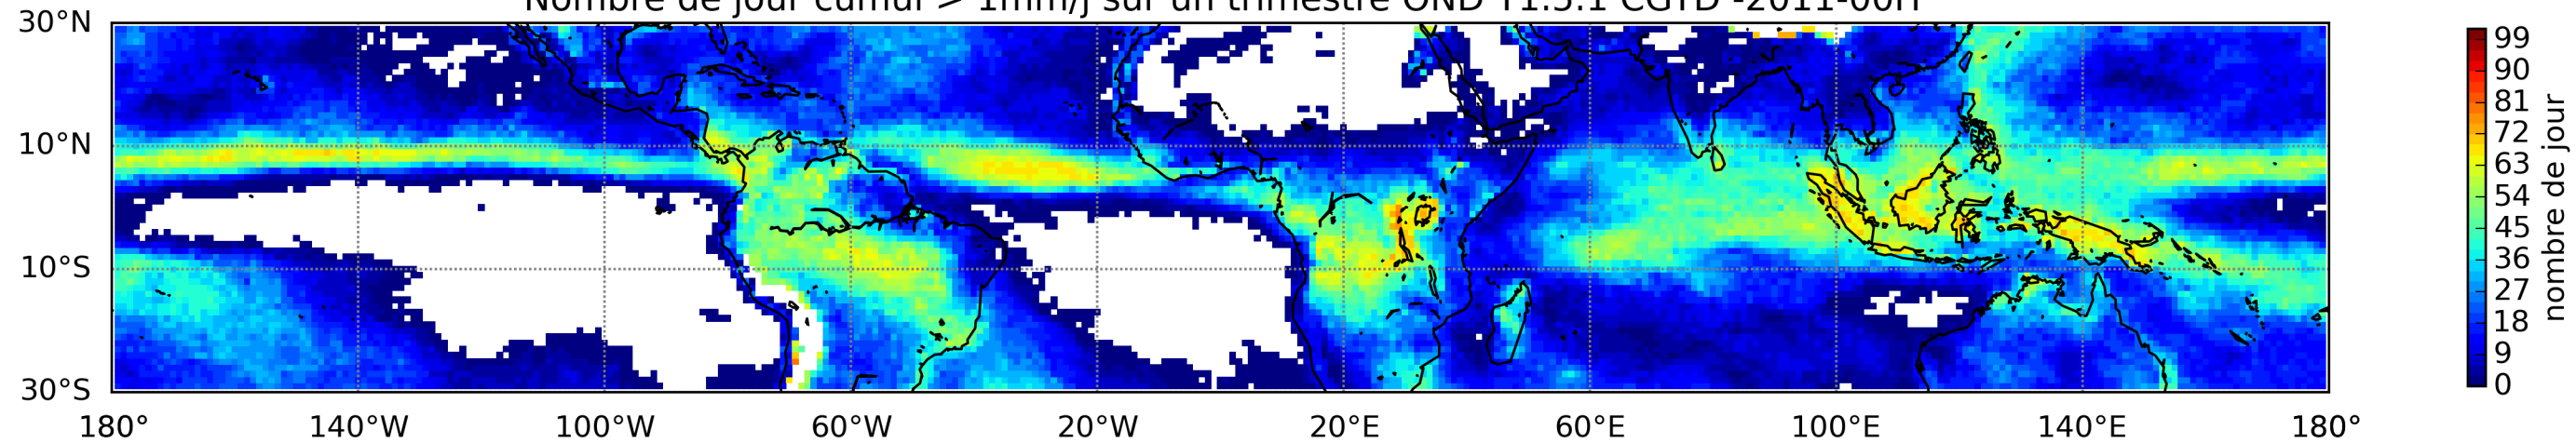 Nombre de jour cumul > 1mm/j sur un trimestre OND T1.5.1 CGTD -2011-00H
30°N
10°N
10°S
30°S
180° 140°W 100°W 60°W 20°W 20°E 60°E 100°E 140°E 180°
99
90
81
72
63
54
45
36
27
18
9
0
nombre de jour